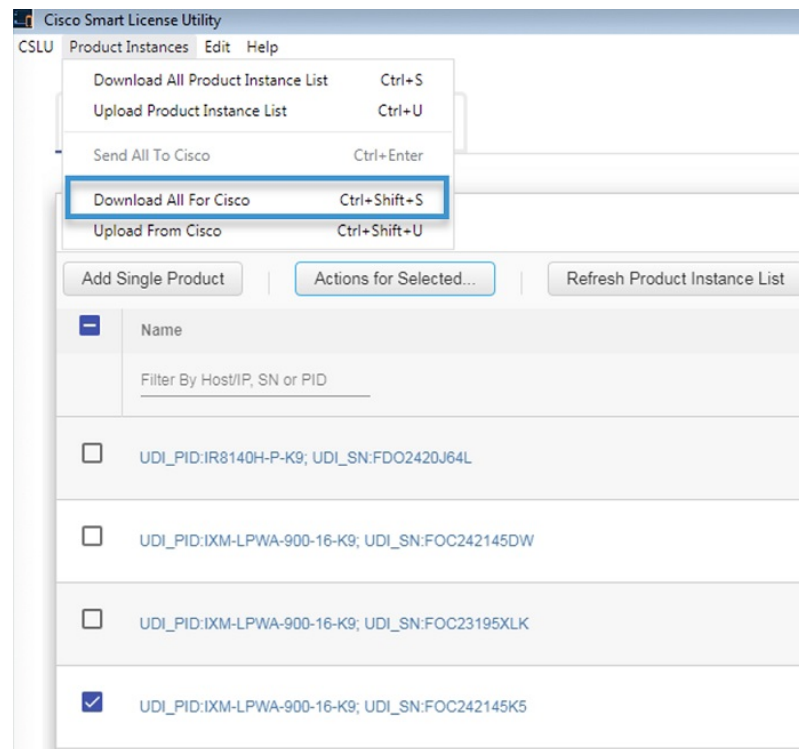 Cisco Smart License Utility
CSLU Product Instances Edit Help
Download All Product Instance List Ctrl+S
Upload Product Instance List Ctrl+U
Send All To Cisco Ctrl+Enter
Download All For Cisco Ctrl+Shift+S
Upload From Cisco Ctrl+Shift+U
Add Single Product Actions for Selected... Refresh Product Instance List
Name
Filter By Host/IP, SN or PID
UDI_PID:IR8140H-P-K9; UDI_SN:FDO2420J64L
UDI_PID:IXM-LPWA-900-16-K9; UDI_SN:FOC242145DW
UDI_PID:IXM-LPWA-900-16-K9; UDI_SN:FOC23195XLK
UDI_PID:IXM-LPWA-900-16-K9; UDI_SN:FOC242145K5